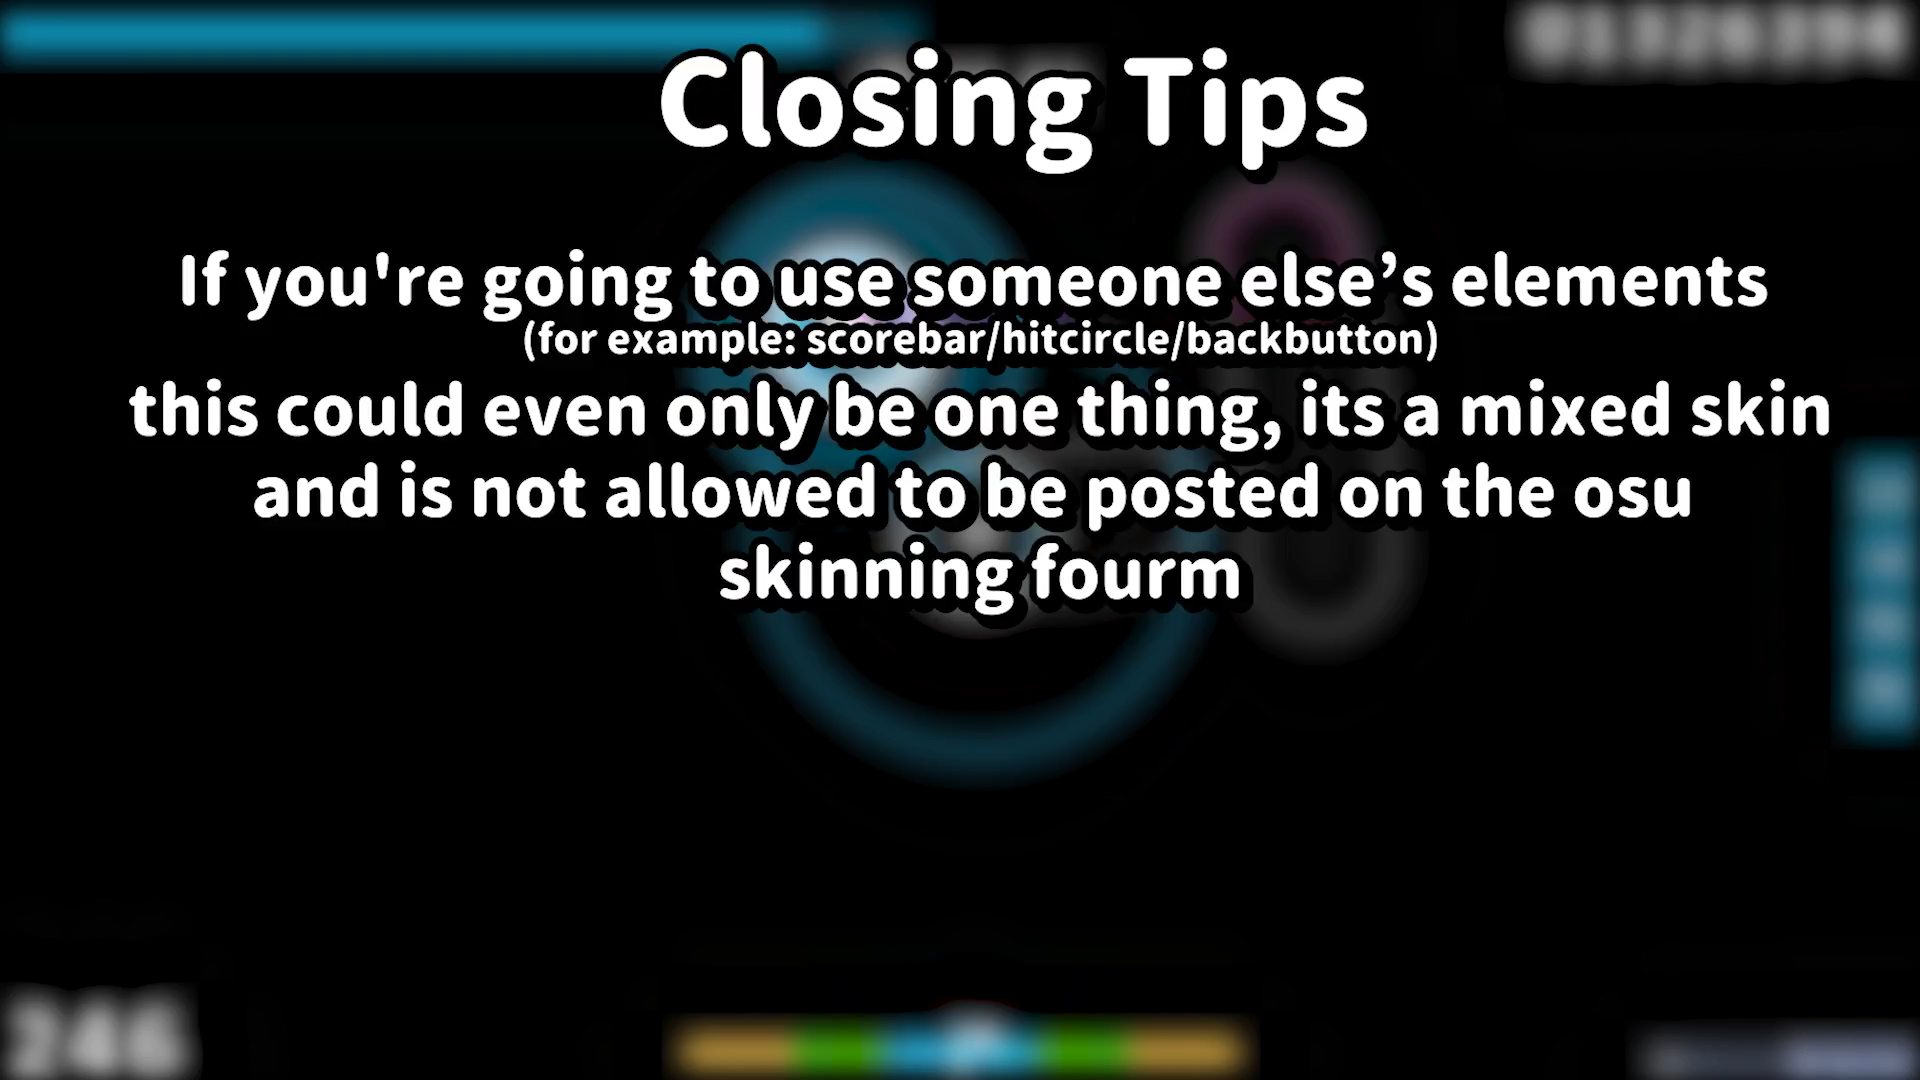 Closing Tips
If you're going to use someone else’s elements
(for example: scorebar/hitcircle/backbutton)
this could even only be one thing, its a mixed skin
and is not allowed to be posted on the osu
skinning fourm
246